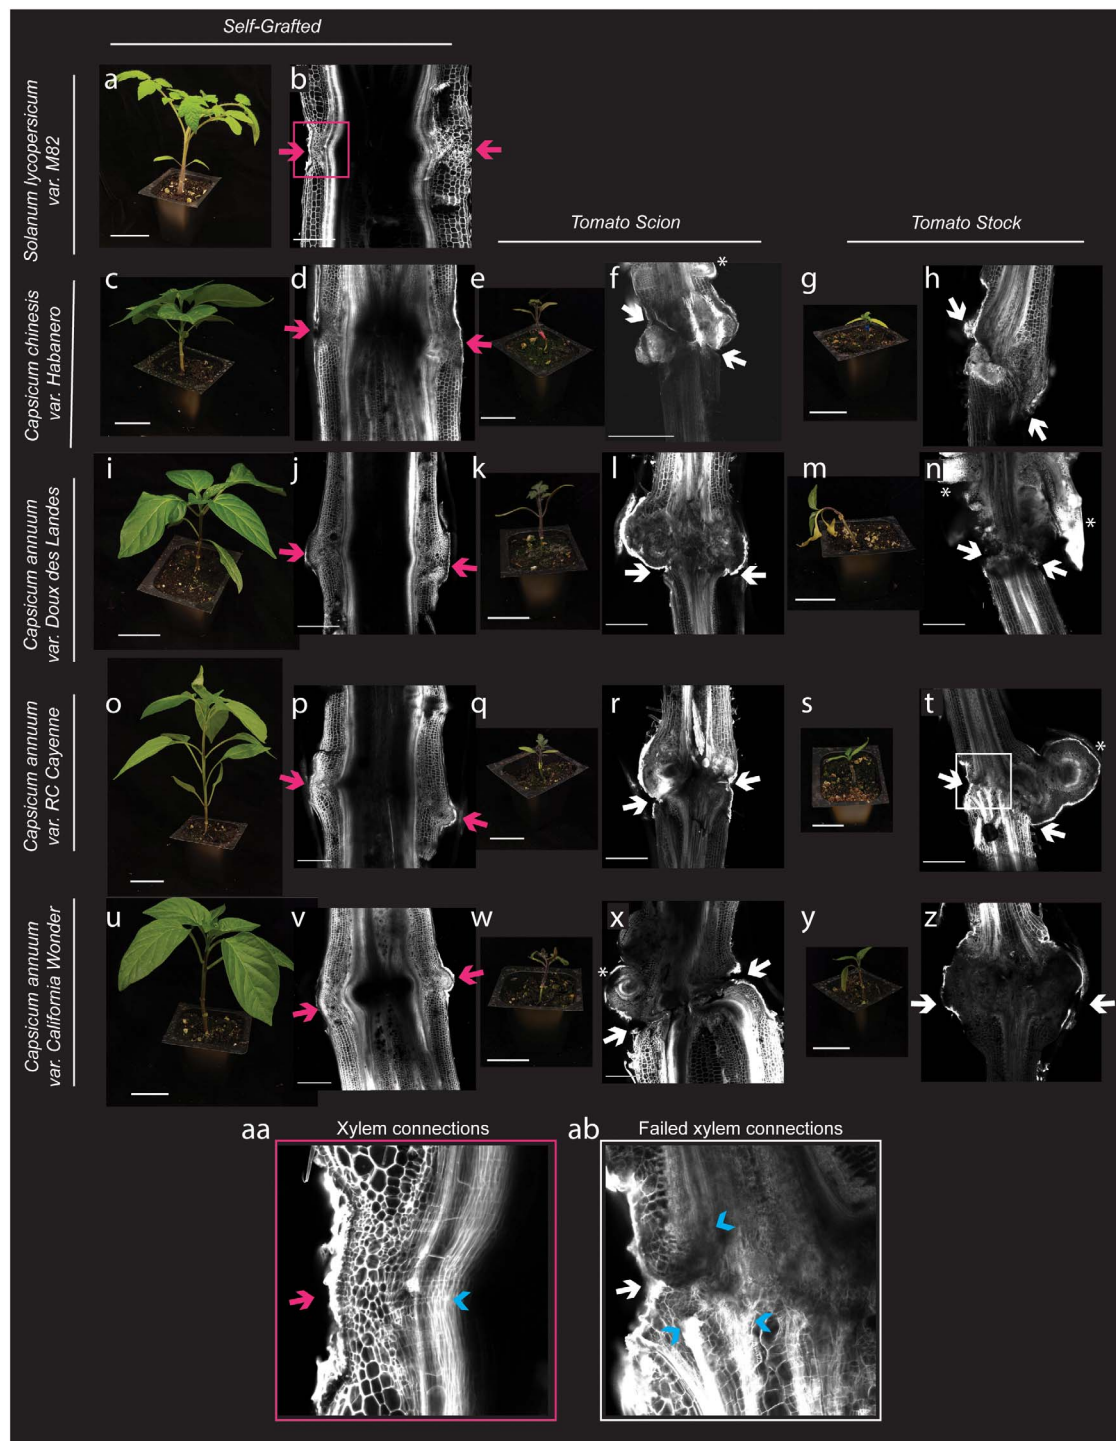 Self-Grafted
Solanum lycopersicum
var. M82
a
b
Tomato Scion
Tomato Stock
Capsicum chinesis
var. Habanero
c
d
e
f
*
g
h
Capsicum annuum
var. Doux des Landes
i
j
k
l
m
n
*
*
Capsicum annuum
var. RC Cayenne
o
p
q
r
s
t
*
Capsicum annuum
var. California Wonder
u
v
w
x
*
y
z
aa
Xylem connections
ab
Failed xylem connections